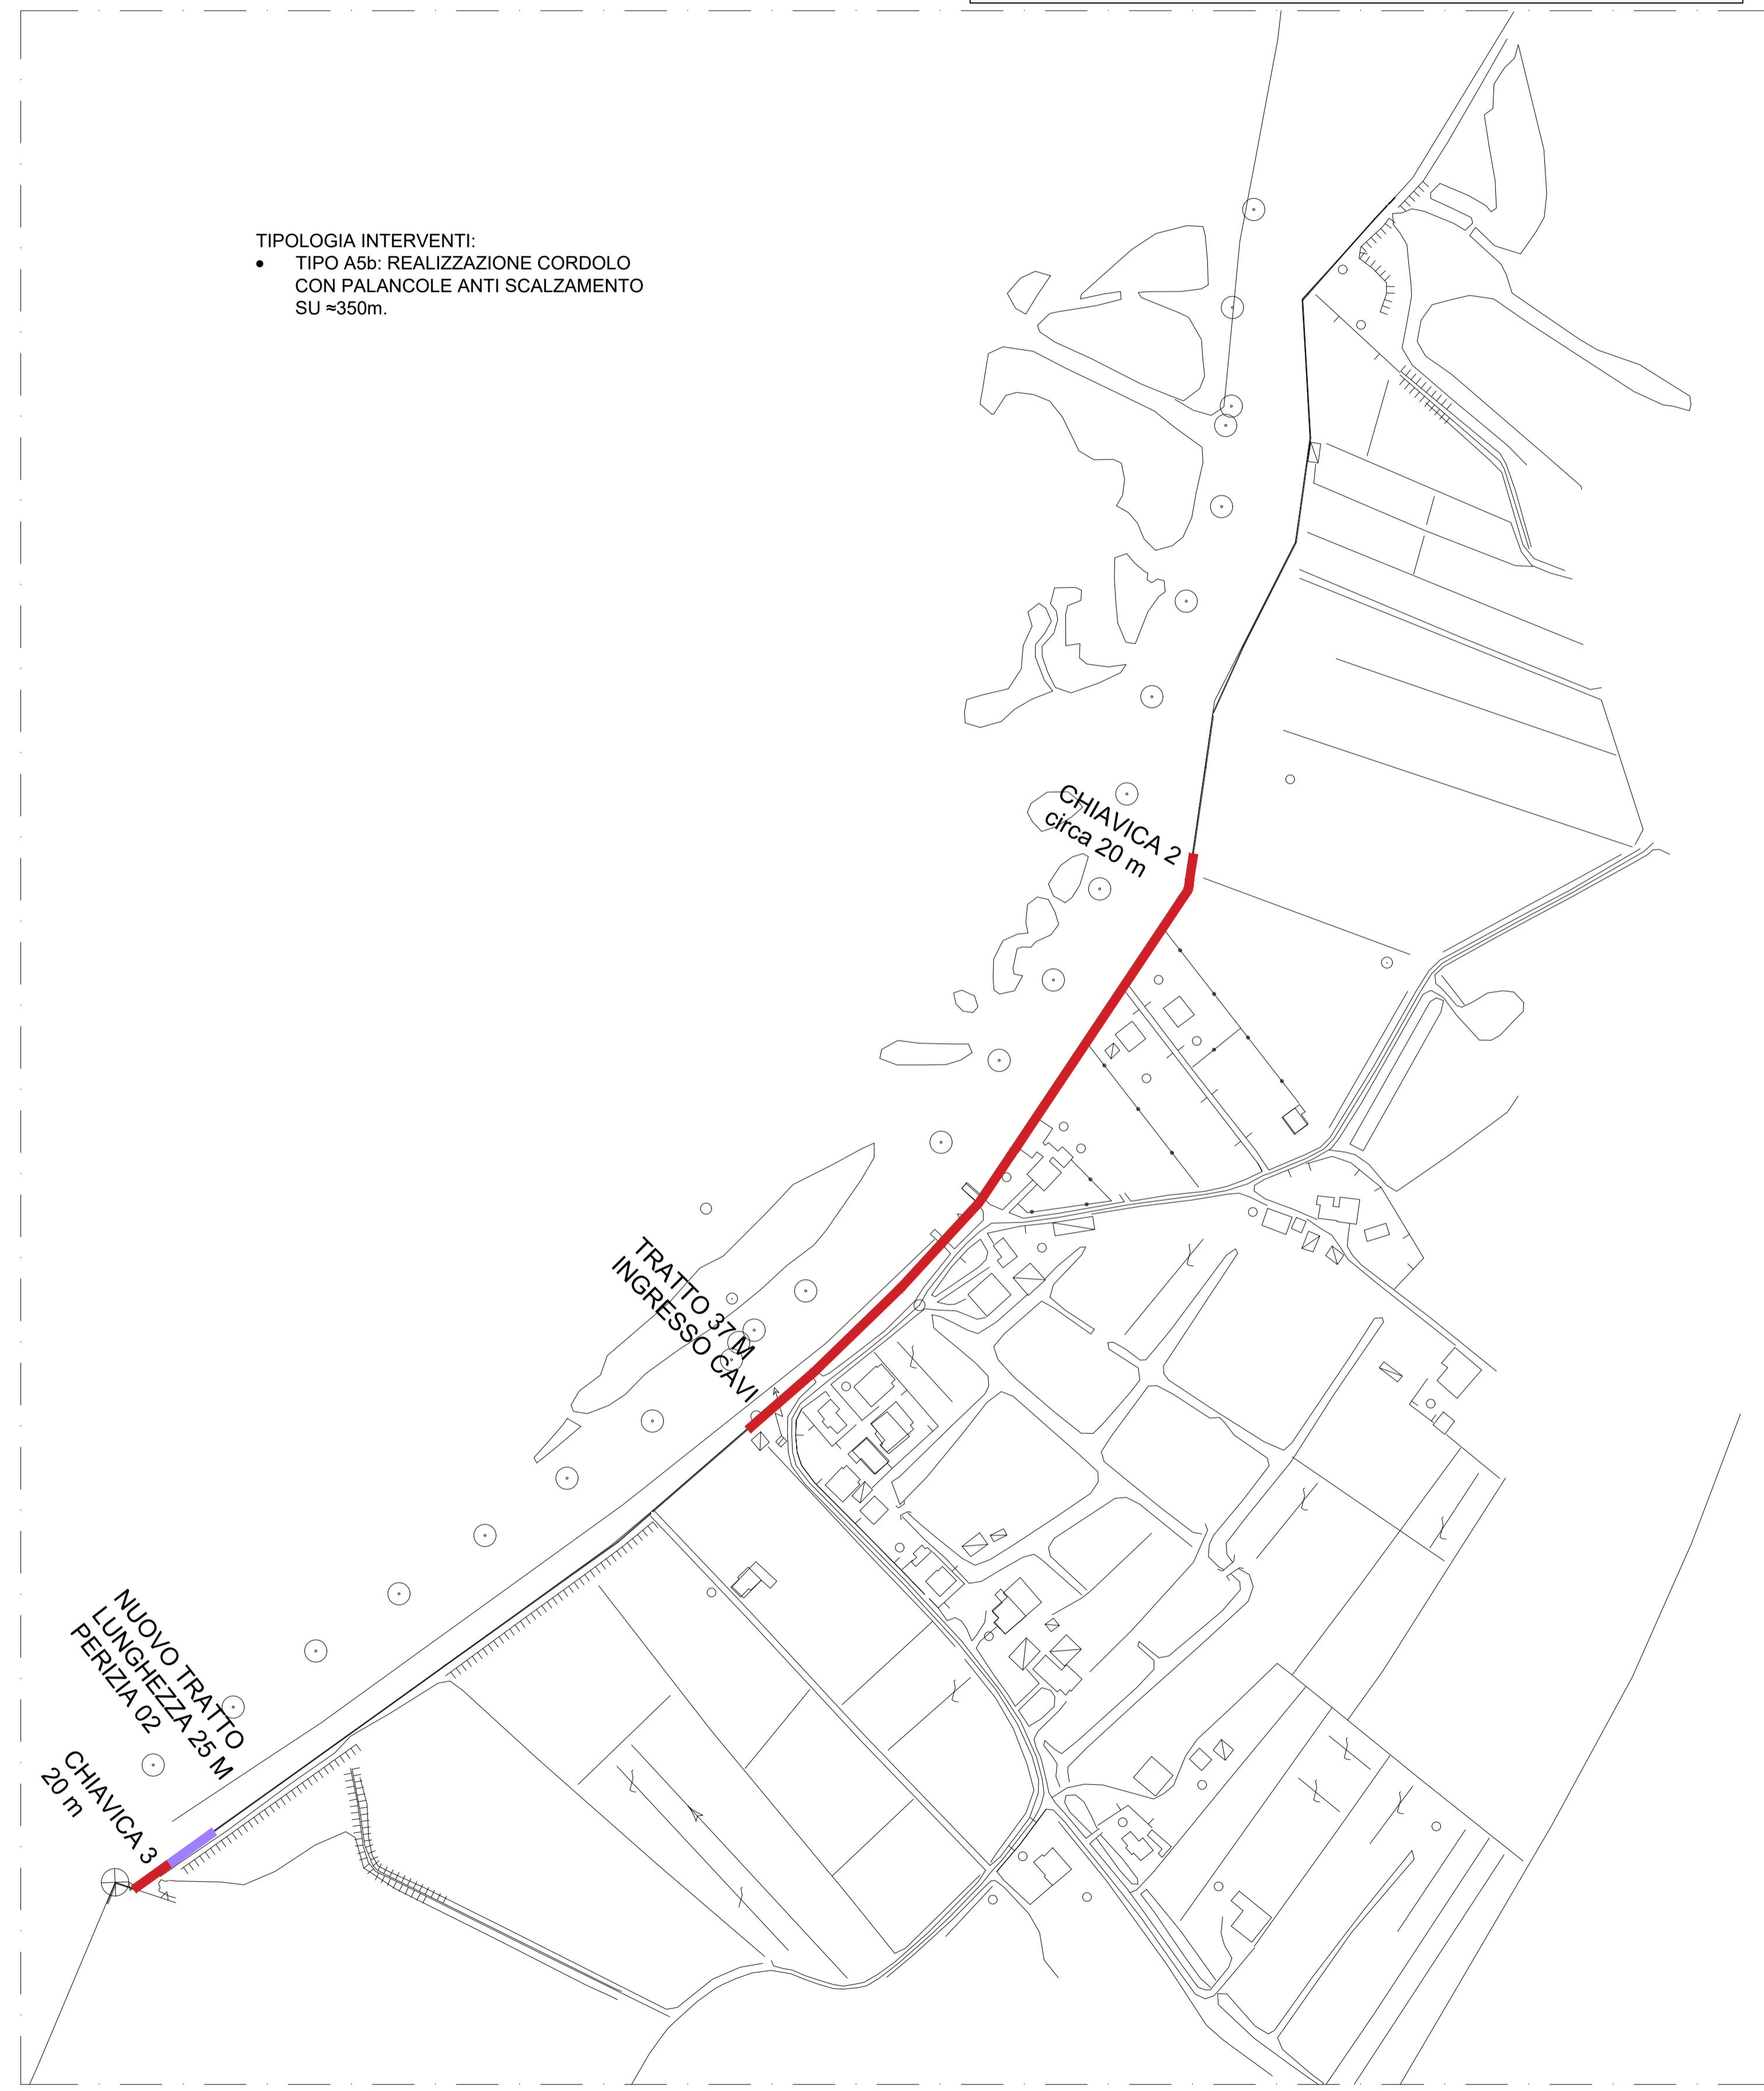 TIPOLOGIA INTERVENTI:
• TIPO A5b: REALIZZAZIONE CORDOLO
CON PALANCOLE ANTI SCALZAMENTO
SU ≈350m.
CHIAVICA 2
circa 20 m
TRATTO 37 M
INGRESSO CAVI
NUOVO TRATTO
LUNGHEZZA 25 M
PERIZIA 02
CHIAVICA 3
20 m